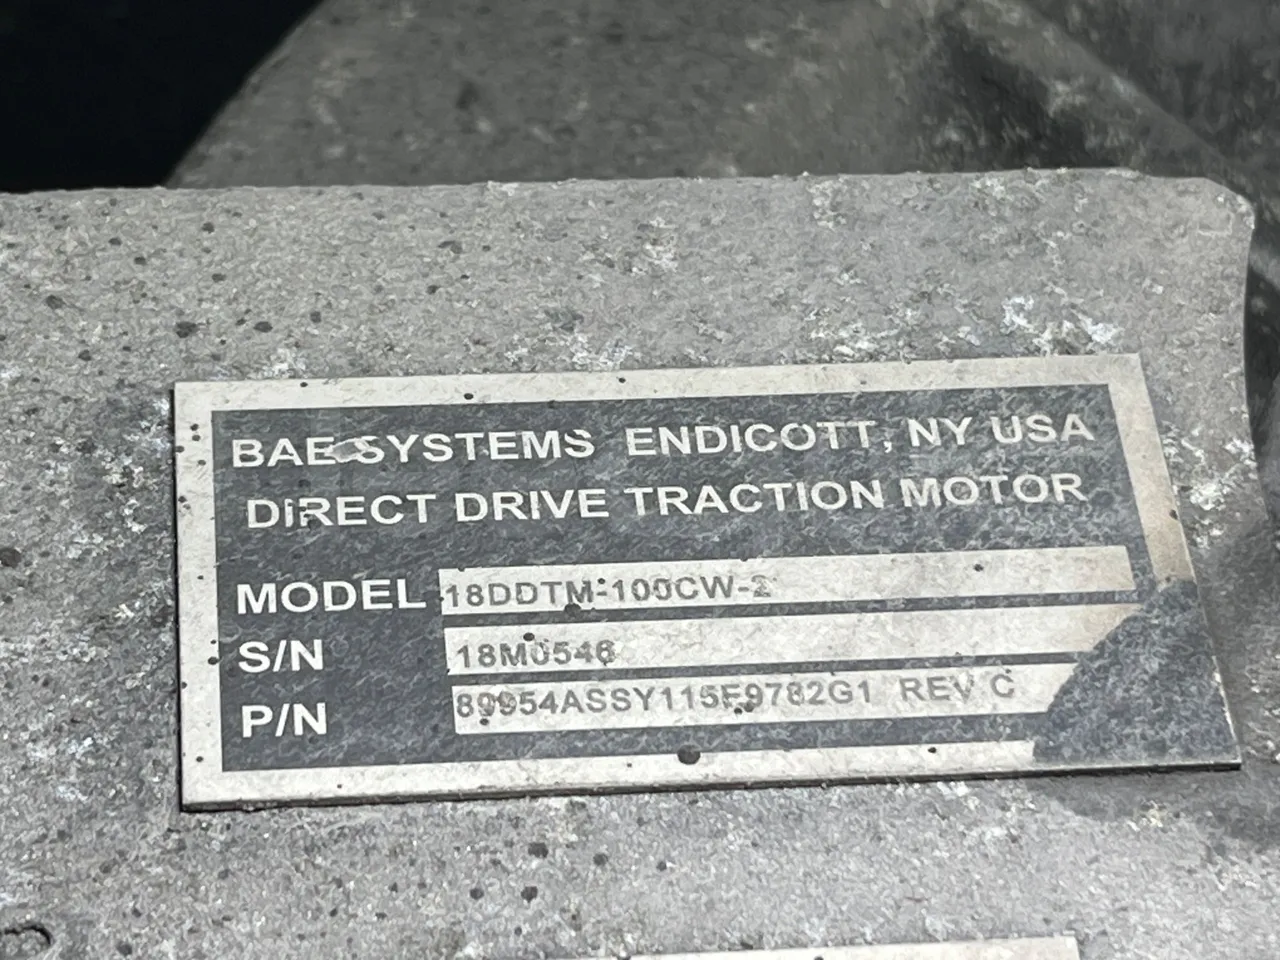 BAE SYSTEMS ENDICOTT, NY USA
DIRECT DRIVE TRACTION MOTOR
MODEL 18DDTM-100CW-2
S/N 18M0546
P/N 89954ASSY115E9782G1 REV C